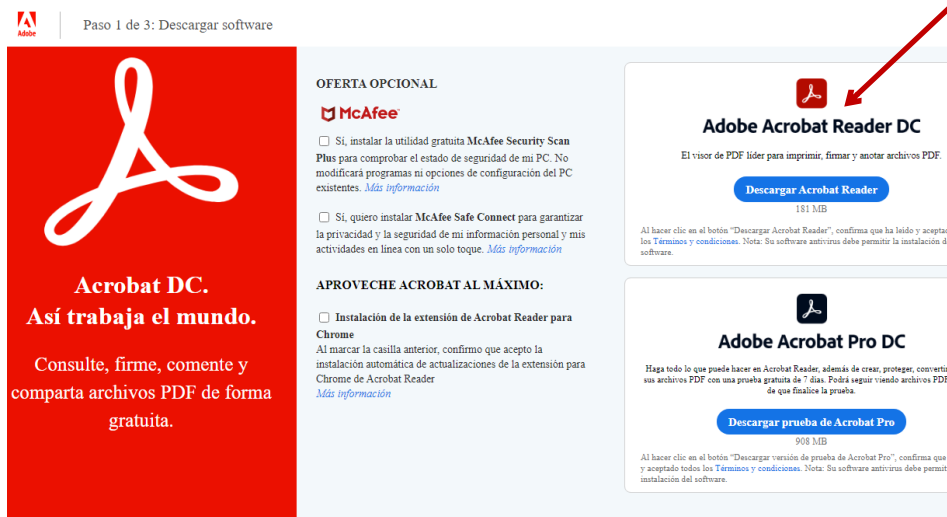 Adobe
Paso 1 de 3: Descargar software
Acrobat DC.
Así trabaja el mundo.
Consulte, firme, comente y
comparta archivos PDF de forma
gratuita.
OFERTA OPCIONAL
McAfee
Sí, instalar la utilidad gratuita McAfee Security Scan
Plus para comprobar el estado de seguridad de mi PC. No
modificará programas ni opciones de configuración del PC
existentes. Más información
Sí, quiero instalar McAfee Safe Connect para garantizar
la privacidad y la seguridad de mi información personal y mis
actividades en línea con un solo toque. Más información
APROVECHE ACROBAT AL MÁXIMO:
Instalación de la extensión de Acrobat Reader para
Chrome
Al marcar la casilla anterior, confirmo que acepto la
instalación automática de actualizaciones de la extensión para
Chrome de Acrobat Reader
Más información
Adobe Acrobat Reader DC
El visor de PDF líder para imprimir, firmar y anotar archivos PDF.
Descargar Acrobat Reader
181 MB
Al hacer clic en el botón "Descargar Acrobat Reader", confirma que ha leído y aceptad
los Términos y condiciones. Nota: Su software antivirus debe permitir la instalación d
software.
Adobe Acrobat Pro DC
Haga todo lo que puede hacer en Acrobat Reader, además de crear, proteger, converti
sus archivos PDF con una prueba gratuita de 7 días. Podrá seguir viendo archivos PDF
de que finalice la prueba.
Descargar prueba de Acrobat Pro
908 MB
Al hacer clic en el botón "Descargar versión de prueba de Acrobat Pro", confirma que
y aceptado todos los Términos y condiciones. Nota: Su software antivirus debe permit
instalación del software.